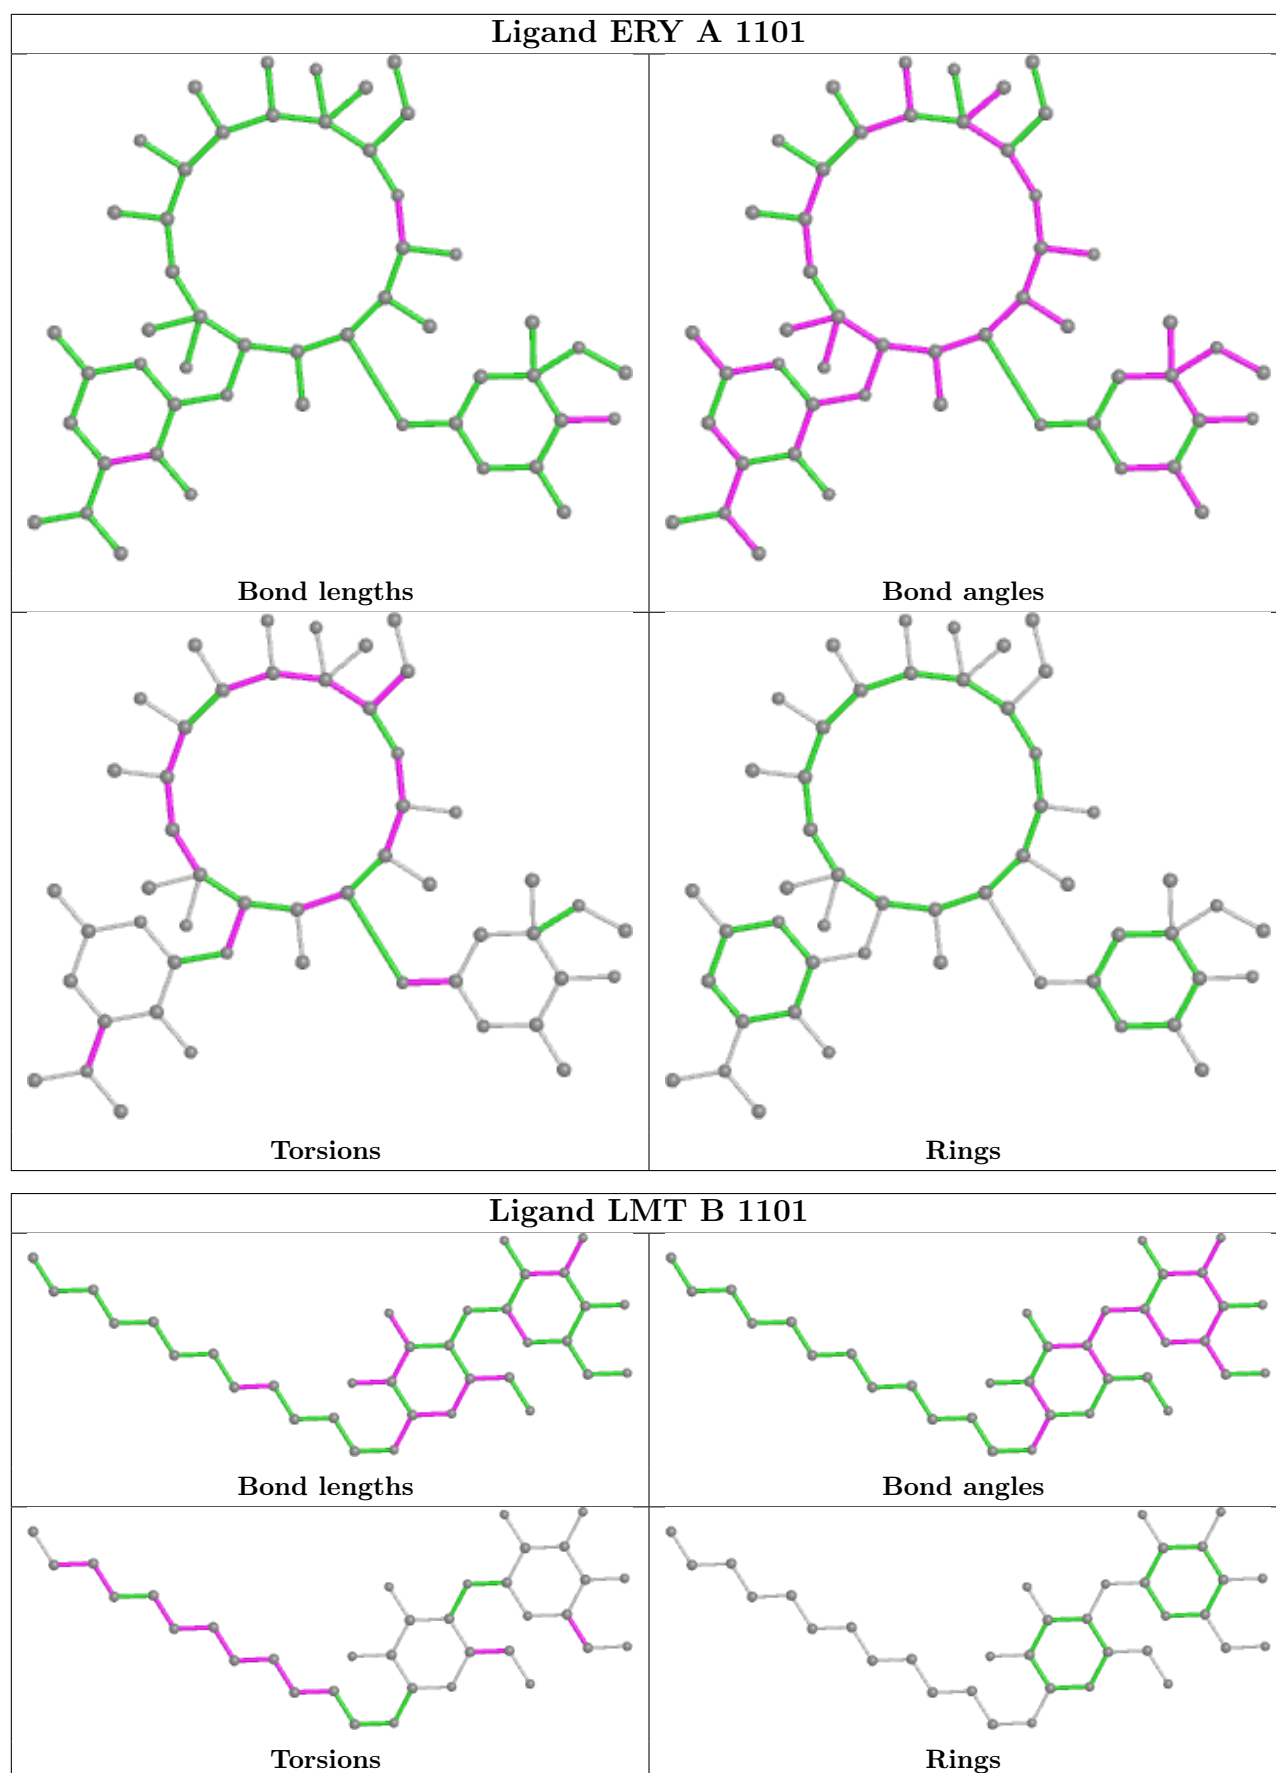 Ligand ERY A 1101
Bond lengths
Bond angles
Torsions
Rings
Ligand LMT B 1101
Bond lengths
Bond angles
Torsions
Rings